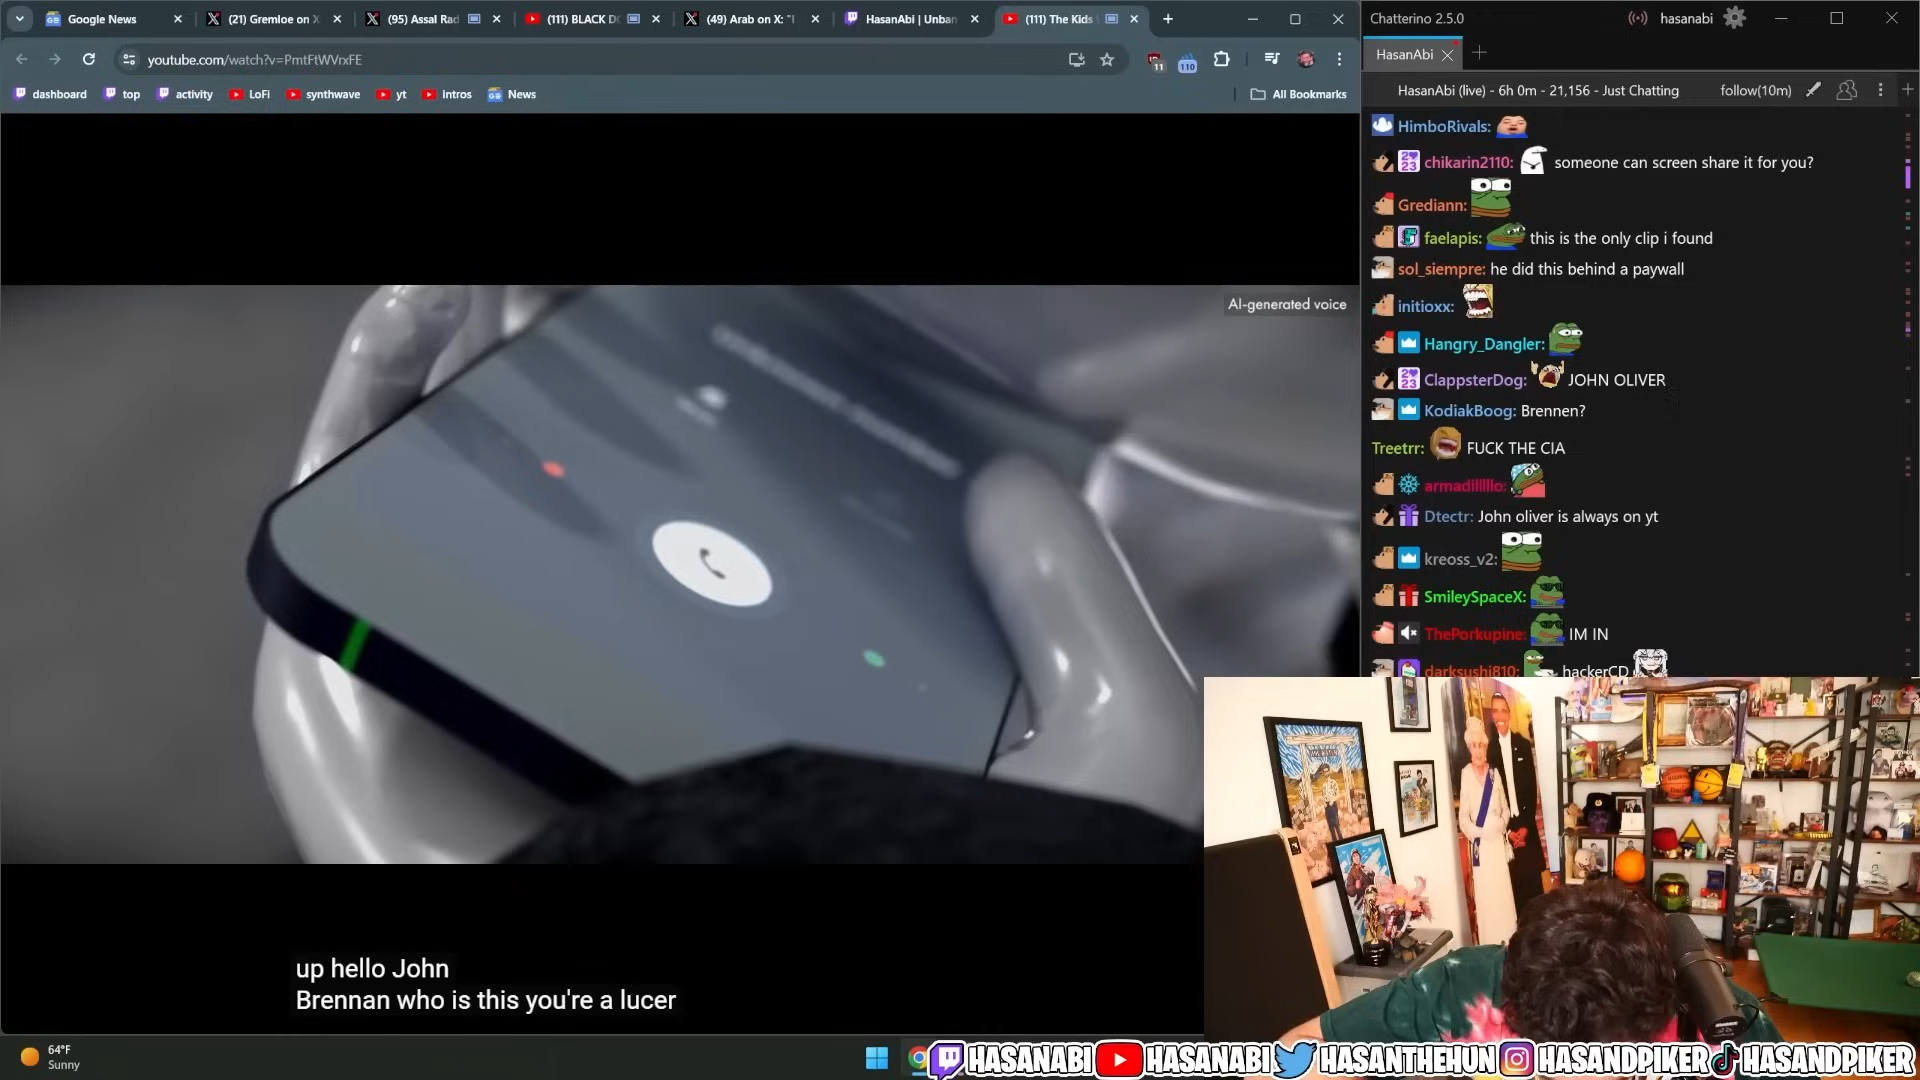 Google News
(21) Gremloe on X
(95) Assal Rad
(111) BLACK DO
(49) Arab on X: "I
HasanAbi | Unban
(111) The Kids
youtube.com/watch?v=PmtFtWVrxFE
11
110
dashboard
top
activity
LoFi
synthwave
yt
intros
News
All Bookmarks
AI-generated voice
up hello John
Brennan who is this you're a lucer
64°F
Sunny
Chatterino 2.5.0
hasanabi
HasanAbi
HasanAbi (live) - 6h 0m - 21,156 - Just Chatting
follow(10m)
HimboRivals:
chikarin2110: someone can screen share it for you?
Grediann:
faelapis: this is the only clip i found
sol_siempre: he did this behind a paywall
initioxx:
Hangry_Dangler:
ClappsterDog: JOHN OLIVER
KodiakBoog: Brennen?
Treetrr: FUCK THE CIA
armadillllo:
Dtectr: John oliver is always on yt
kreoss_v2:
SmileySpaceX:
ThePorkupine: IM IN
darksushi810: hackerCD
HASANABI
HASANABI
HASANTHEHUN
HASANDPIKER
HASANDPIKER